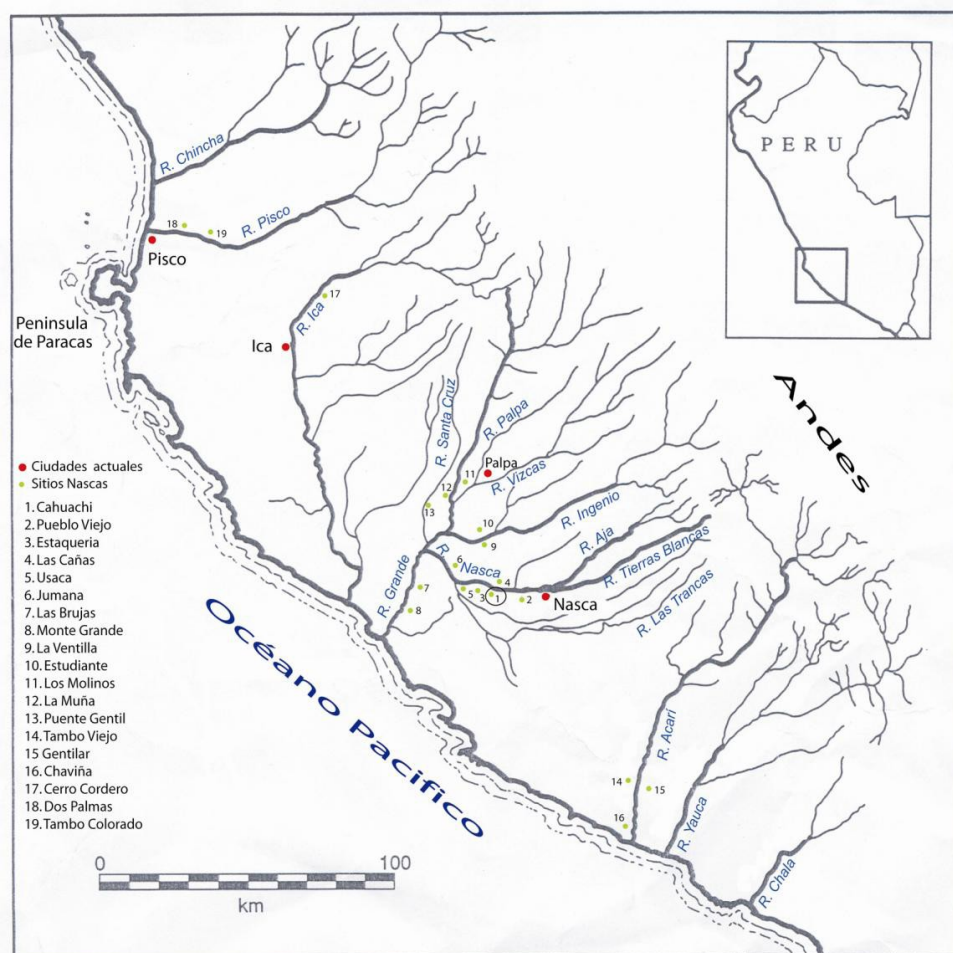 R. Chincha
18
19
R. Pisco
Pisco
PERU
Peninsula
de Paracas
17
R. Ica
Ica
Andes
R. Santa Cruz
R. Palpa
Palpa
R. Vizcas
11
12
13
10
9
R. Ingenio
R. Aja
R. Tierras Blancas
R. Nasca
6
4
5
3
1
2
Nasca
R. Las Trancas
R. Grande
7
8
Océano Pacifico
R. Acarí
14
15
16
R. Yauca
R. Chala
Ciudades actuales
Sitios Nascas
1. Cahuachi
2. Pueblo Viejo
3. Estaqueria
4. Las Cañas
5. Usaca
6. Jumana
7. Las Brujas
8. Monte Grande
9. La Ventilla
10. Estudiante
11. Los Molinos
12. La Muña
13. Puente Gentil
14. Tambo Viejo
15 Gentilar
16. Chaviña
17. Cerro Cordero
18. Dos Palmas
19. Tambo Colorado
0 100
km